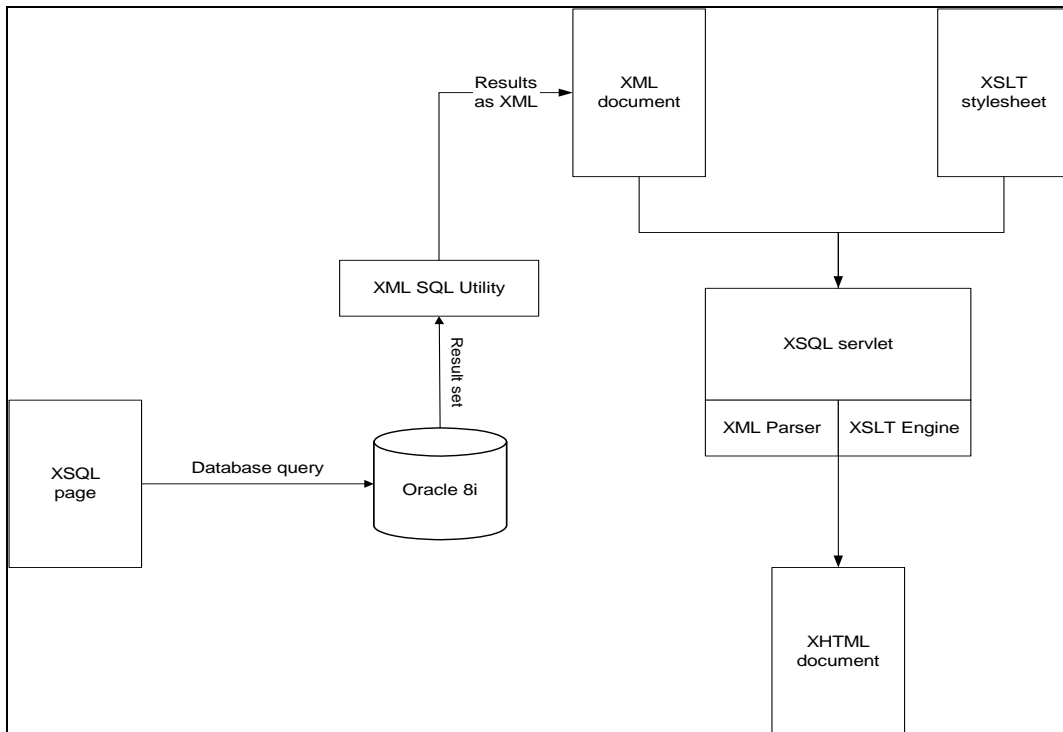 Results
as XML
XML
document
XSLT
stylesheet
XML SQL Utility
Result set
XSQL servlet
XML Parser
XSLT Engine
XSQL
page
Database query
Oracle 8i
XHTML
document